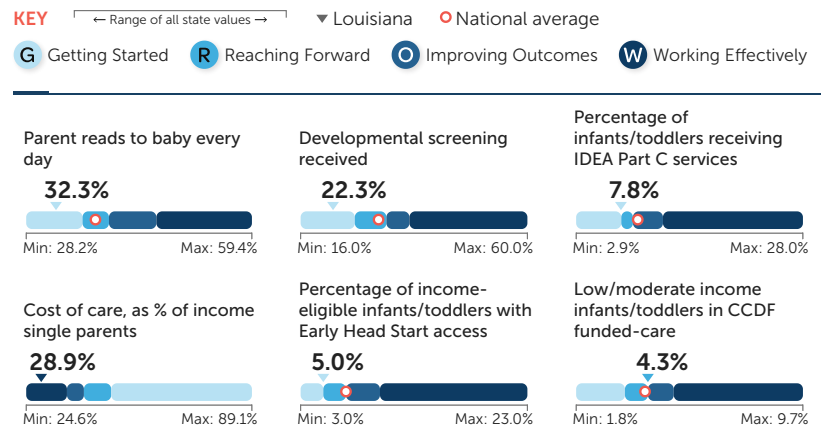 KEY ← Range of all state values → Louisiana National average
G Getting Started R Reaching Forward O Improving Outcomes W Working Effectively
Parent reads to baby every
day
32.3%
Min: 28.2% Max: 59.4%
Developmental screening
received
22.3%
Min: 16.0% Max: 60.0%
Percentage of
infants/toddlers receiving
IDEA Part C services
7.8%
Min: 2.9% Max: 28.0%
Cost of care, as % of income
single parents
28.9%
Min: 24.6% Max: 89.1%
Percentage of income-
eligible infants/toddlers with
Early Head Start access
5.0%
Min: 3.0% Max: 23.0%
Low/moderate income
infants/toddlers in CCDF
funded-care
4.3%
Min: 1.8% Max: 9.7%